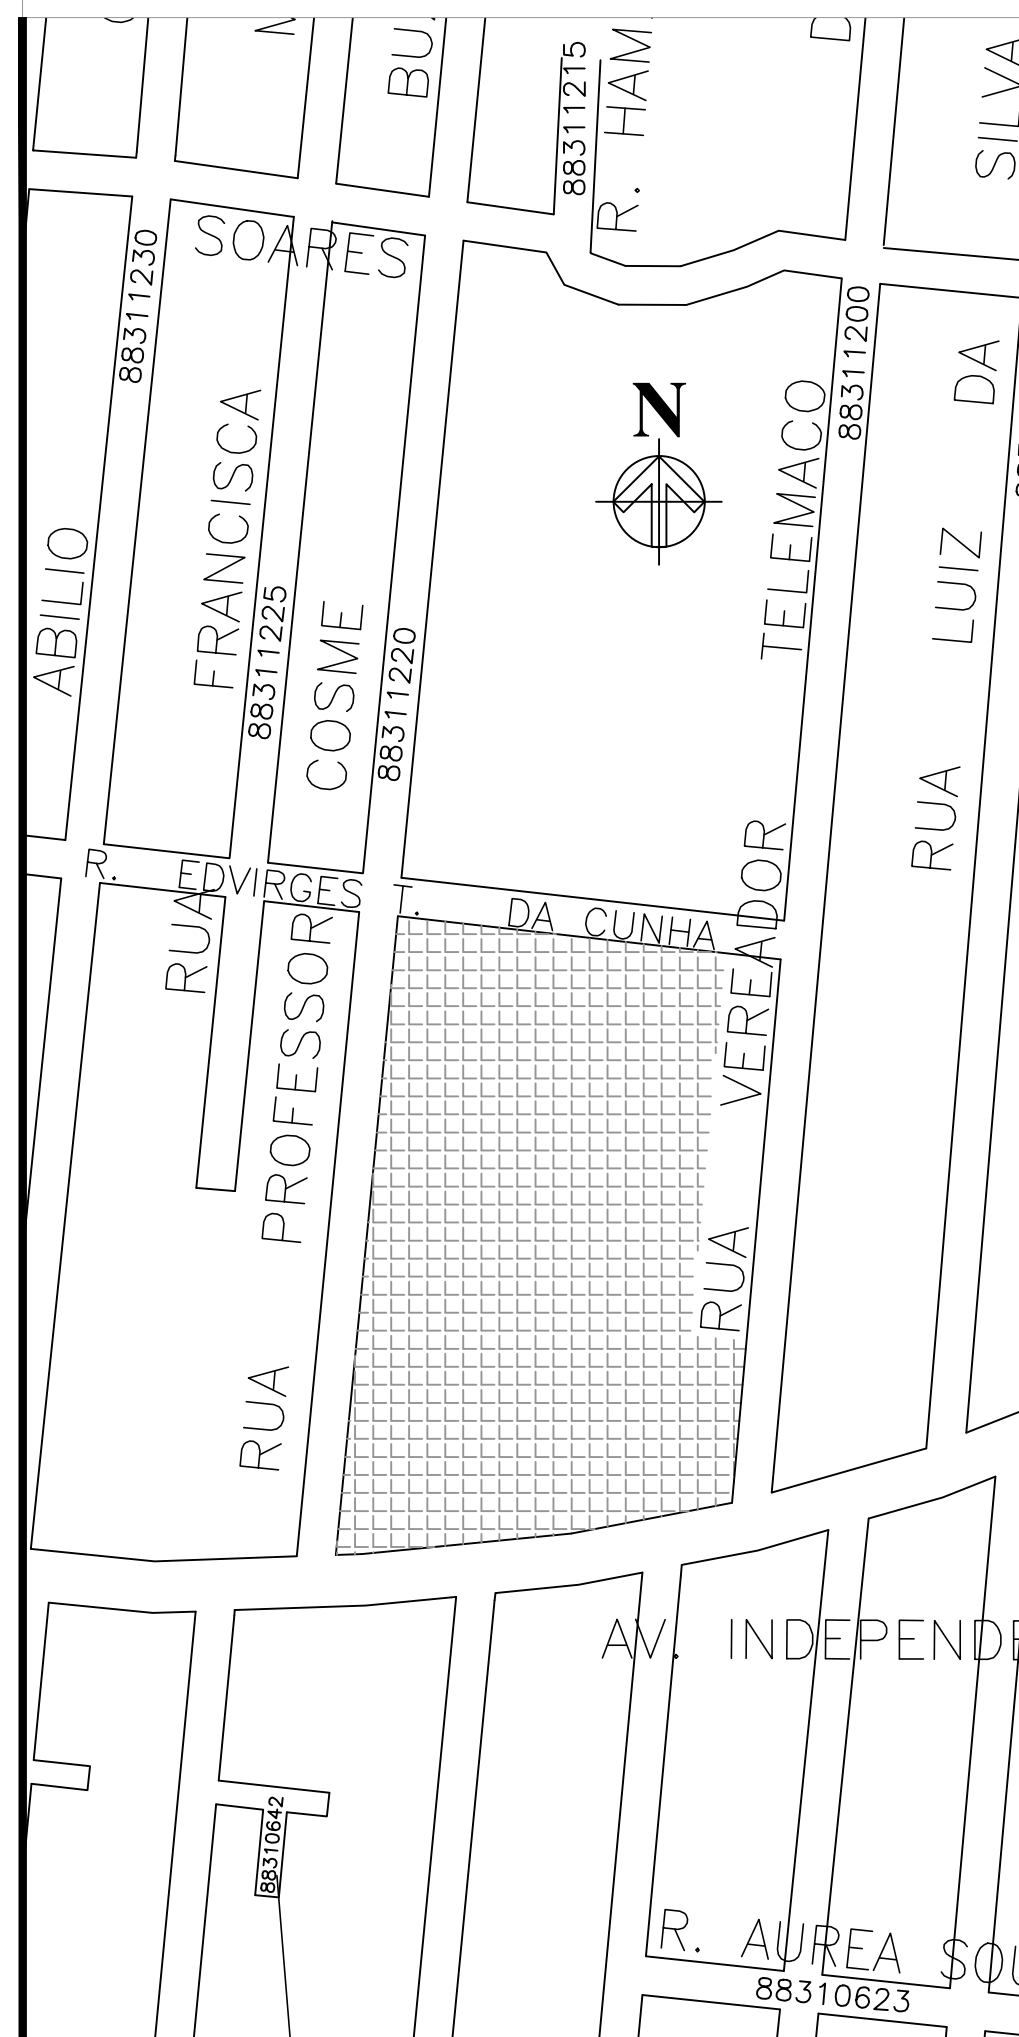 88311215
R. HAM
SILVA
SOARES
88311230
88311200
DA
N
TELEMACO
FRANCISCA
ABILIO
LUIZ
88311225
COSME
88311220
RUA
VEREADOR
R. EDVIRGES T. DA CUNHA
RUA
PROFESSOR
RUA
RUA
AV. INDEPENDE
88310642
R. AUREA SOU
88310623